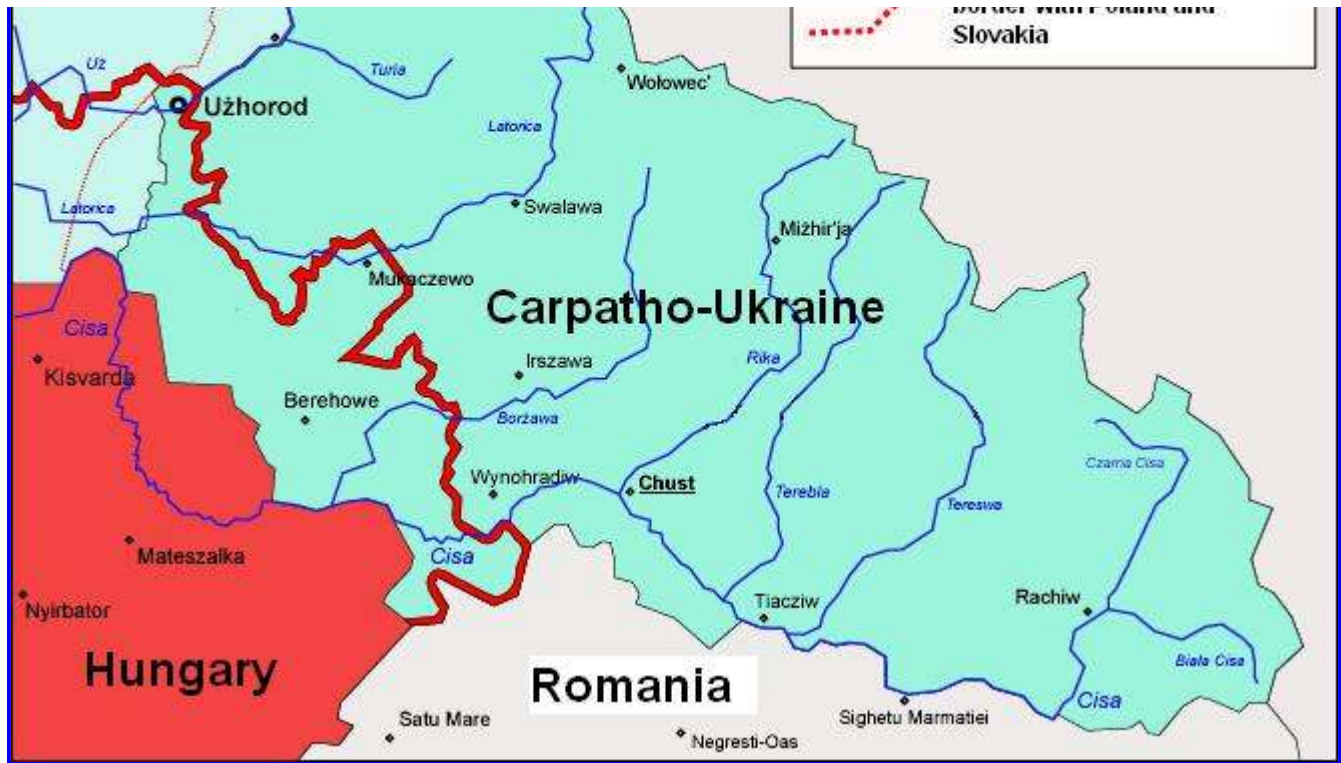 border with Poland and
Slovakia
Už
Turia
Wołowec'
Użhorod
Latorica
Latorica
Swalawa
Miżhir'ja
Mukaczewo
Carpatho-Ukraine
Cisa
Rika
Kisvarda
Irszawa
Berehowe
Borżawa
Czarna Cisa
Wynohradiw
Chust
Terebla
Tereswa
Mateszalka
Cisa
Nyirbator
Tiacziw
Rachiw
Hungary
Romania
Biała Cisa
Cisa
Satu Mare
Sighetu Marmatiei
Negresti-Oas